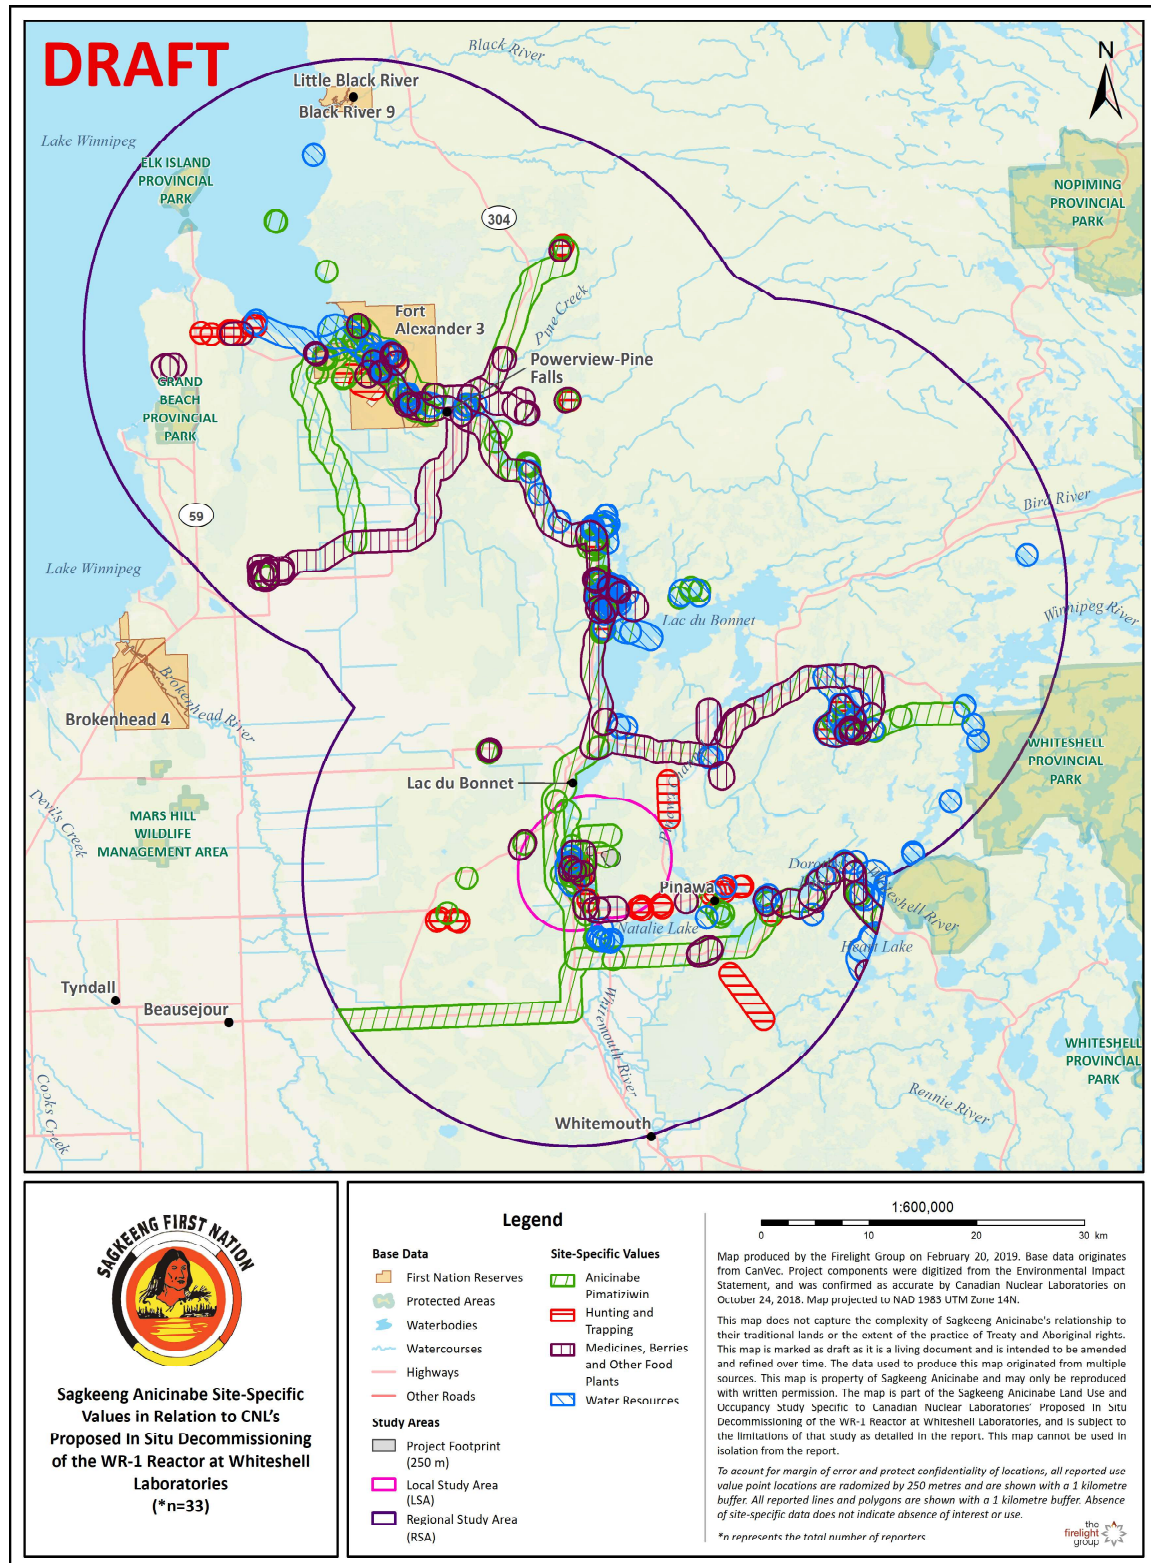 DRAFT
N
Black River
Little Black River
Black River 9
Lake Winnipeg
ELK ISLAND
PROVINCIAL
PARK
NOPIMING
PROVINCIAL
PARK
304
Pine Creek
Fort
Alexander 3
Powerview-Pine
Falls
GRAND
BEACH
PROVINCIAL
PARK
59
Bird River
Lake Winnipeg
Winnipeg River
Lac du Bonnet
Brokenhead River
Brokenhead 4
WHITESHELL
PROVINCIAL
PARK
Lac du Bonnet
Devils Creek
MARS HILL
WILDLIFE
MANAGEMENT AREA
Pinawa
Whiteshell River
Natalie Lake
Heart Lake
Tyndall
Beausejour
Whitemouth River
WHITESHELL
PROVINCIAL
PARK
Cooks Creek
Rennie River
Whitemouth
SAGKEENG FIRST NATION
Sagkeeng Anicinabe Site-Specific
Values in Relation to CNL's
Proposed In Situ Decommissioning
of the WR-1 Reactor at Whiteshell
Laboratories
(*n=33)
Legend
Base Data
First Nation Reserves
Protected Areas
Waterbodies
Watercourses
Highways
Other Roads
Study Areas
Project Footprint
(250 m)
Local Study Area
(LSA)
Regional Study Area
(RSA)
Site-Specific Values
Anicinabe
Pimatiziwin
Hunting and
Trapping
Medicines, Berries
and Other Food
Plants
Water Resources
1:600,000
0 10 20 30 km
Map produced by the Firelight Group on February 20, 2019. Base data originates
from CanVec. Project components were digitized from the Environmental Impact
Statement, and was confirmed as accurate by Canadian Nuclear Laboratories on
October 24, 2018. Map projected to NAD 1983 UTM Zone 14N.
This map does not capture the complexity of Sagkeeng Anicinabe's relationship to
their traditional lands or the extent of the practice of Treaty and Aboriginal rights.
This map is marked as draft as it is a living document and is intended to be amended
and refined over time. The data used to produce this map originated from multiple
sources. This map is property of Sagkeeng Anicinabe and may only be reproduced
with written permission. The map is part of the Sagkeeng Anicinabe Land Use and
Occupancy Study Specific to Canadian Nuclear Laboratories' Proposed In Situ
Decommissioning of the WR-1 Reactor at Whiteshell Laboratories, and is subject to
the limitations of that study as detailed in the report. This map cannot be used in
isolation from the report.
To acount for margin of error and protect confidentiality of locations, all reported use
value point locations are radomized by 250 metres and are shown with a 1 kilometre
buffer. All reported lines and polygons are shown with a 1 kilometre buffer. Absence
of site-specific data does not indicate absence of interest or use.
*n represents the total number of reporters
the
firelight
group